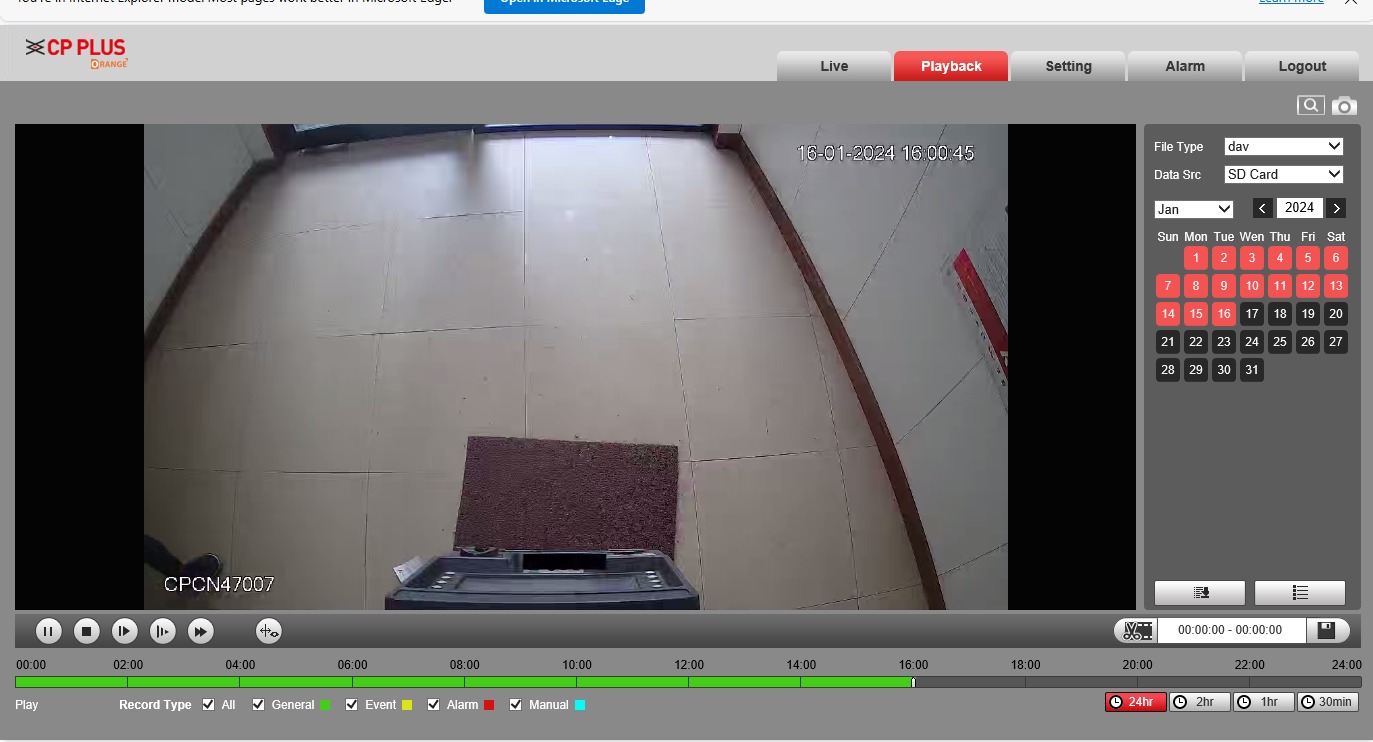 You're in Internet Explorer mode. Most pages work better in Microsoft Edge.
Open in Microsoft Edge
Learn more
CP PLUS
ORANGE
Live
Playback
Setting
Alarm
Logout
16-01-2024 16:00:45
File Type
dav
Data Src
SD Card
Jan
<
2024
>
Sun Mon Tue Wen Thu Fri Sat
1 2 3 4 5 6
7 8 9 10 11 12 13
14 15 16 17 18 19 20
21 22 23 24 25 26 27
28 29 30 31
CPCN47007
00:00:00 - 00:00:00
00:00 02:00 04:00 06:00 08:00 10:00 12:00 14:00 16:00 18:00 20:00 22:00 24:00
Play
Record Type
All
General
Event
Alarm
Manual
24hr
2hr
1hr
30min